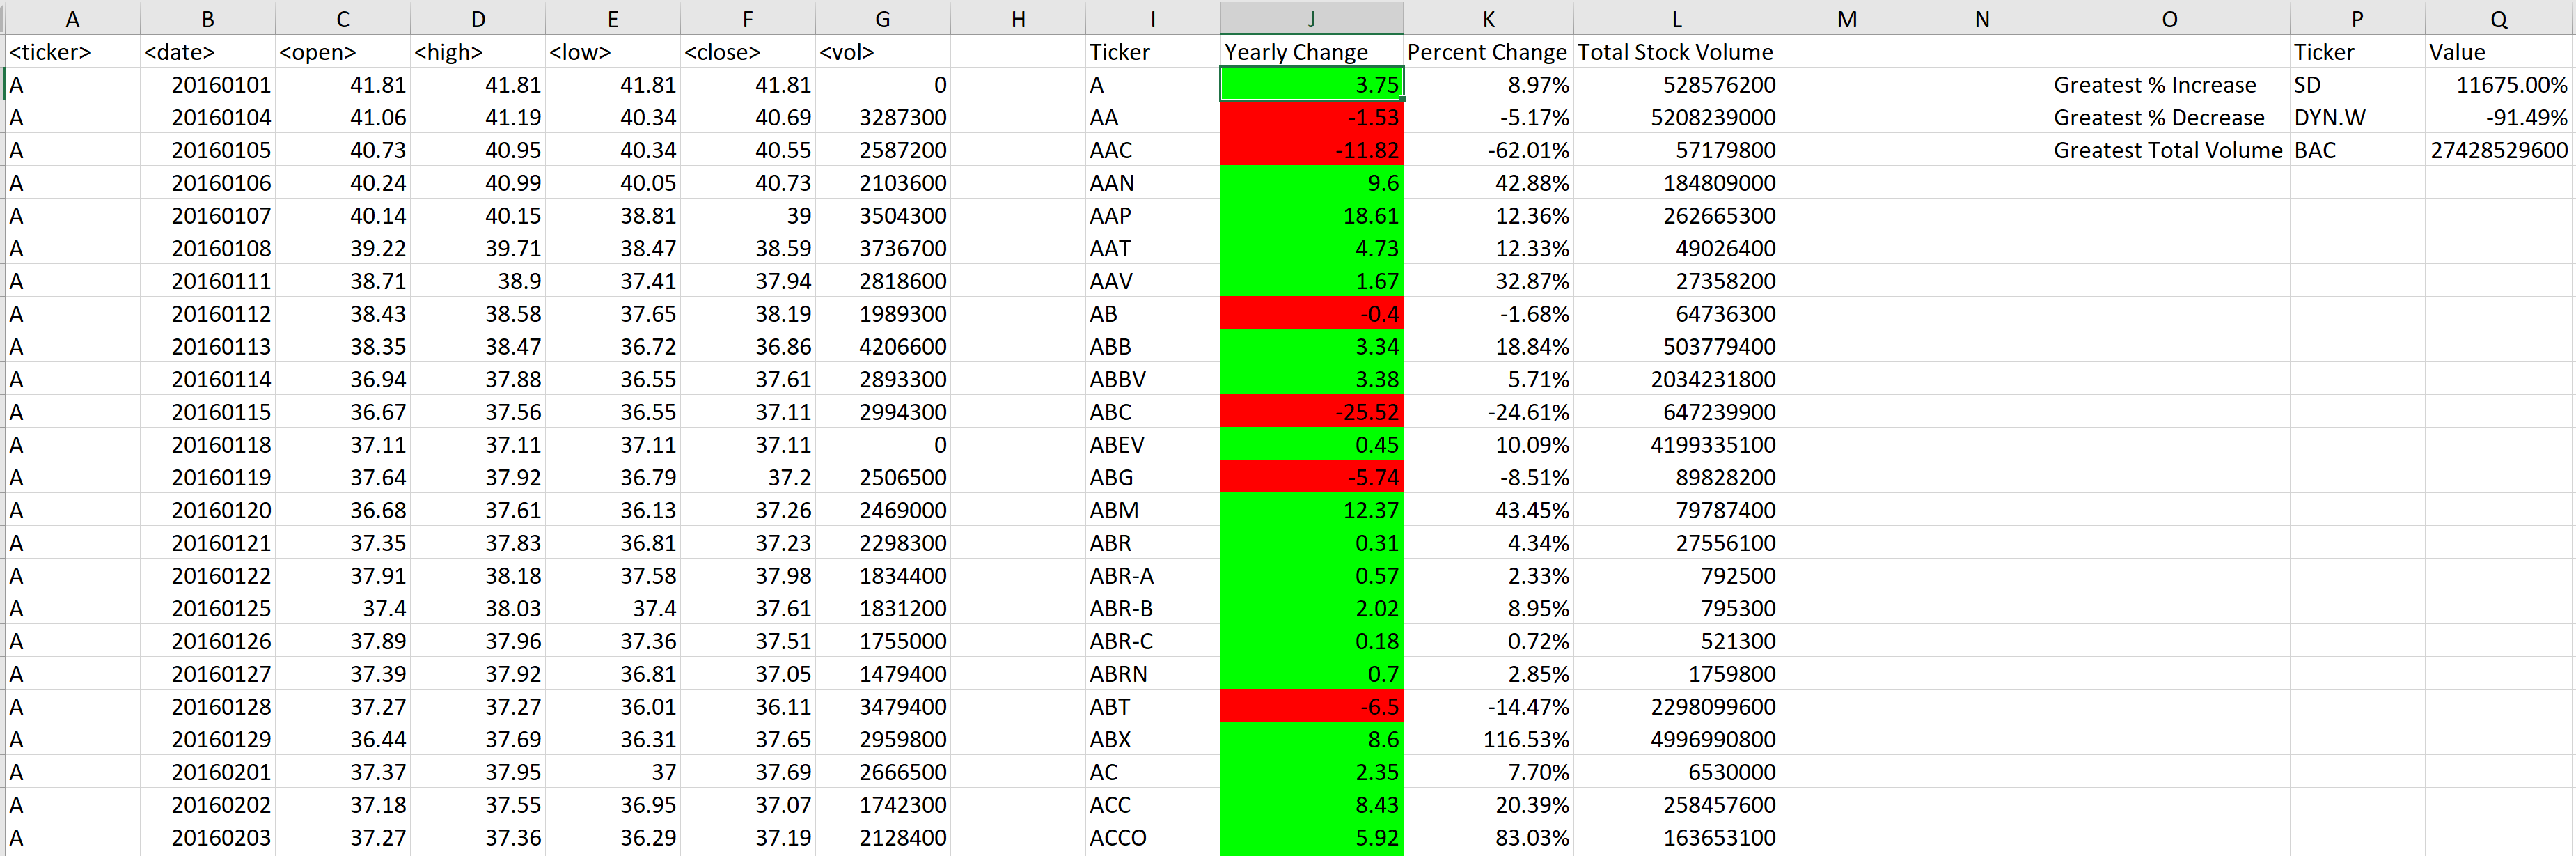 A B C D E F G H I J K L M N O P Q
<ticker> <date> <open> <high> <low> <close> <vol> Ticker Yearly Change Percent Change Total Stock Volume Ticker Value
A 20160101 41.81 41.81 41.81 41.81 0 A 3.75 8.97% 528576200 Greatest % Increase SD 11675.00%
A 20160104 41.06 41.19 40.34 40.69 3287300 AA -1.53 -5.17% 5208239000 Greatest % Decrease DYN.W -91.49%
A 20160105 40.73 40.95 40.34 40.55 2587200 AAC -11.82 -62.01% 57179800 Greatest Total Volume BAC 27428529600
A 20160106 40.24 40.99 40.05 40.73 2103600 AAN 9.6 42.88% 184809000
A 20160107 40.14 40.15 38.81 39 3504300 AAP 18.61 12.36% 262665300
A 20160108 39.22 39.71 38.47 38.59 3736700 AAT 4.73 12.33% 49026400
A 20160111 38.71 38.9 37.41 37.94 2818600 AAV 1.67 32.87% 27358200
A 20160112 38.43 38.58 37.65 38.19 1989300 AB -0.4 -1.68% 64736300
A 20160113 38.35 38.47 36.72 36.86 4206600 ABB 3.34 18.84% 503779400
A 20160114 36.94 37.88 36.55 37.61 2893300 ABBV 3.38 5.71% 2034231800
A 20160115 36.67 37.56 36.55 37.11 2994300 ABC -25.52 -24.61% 647239900
A 20160118 37.11 37.11 37.11 37.11 0 ABEV 0.45 10.09% 4199335100
A 20160119 37.64 37.92 36.79 37.2 2506500 ABG -5.74 -8.51% 89828200
A 20160120 36.68 37.61 36.13 37.26 2469000 ABM 12.37 43.45% 79787400
A 20160121 37.35 37.83 36.81 37.23 2298300 ABR 0.31 4.34% 27556100
A 20160122 37.91 38.18 37.58 37.98 1834400 ABR-A 0.57 2.33% 792500
A 20160125 37.4 38.03 37.4 37.61 1831200 ABR-B 2.02 8.95% 795300
A 20160126 37.89 37.96 37.36 37.51 1755000 ABR-C 0.18 0.72% 521300
A 20160127 37.39 37.92 36.81 37.05 1479400 ABRN 0.7 2.85% 1759800
A 20160128 37.27 37.27 36.01 36.11 3479400 ABT -6.5 -14.47% 2298099600
A 20160129 36.44 37.69 36.31 37.65 2959800 ABX 8.6 116.53% 4996990800
A 20160201 37.37 37.95 37 37.69 2666500 AC 2.35 7.70% 6530000
A 20160202 37.18 37.55 36.95 37.07 1742300 ACC 8.43 20.39% 258457600
A 20160203 37.27 37.36 36.29 37.19 2128400 ACCO 5.92 83.03% 163653100